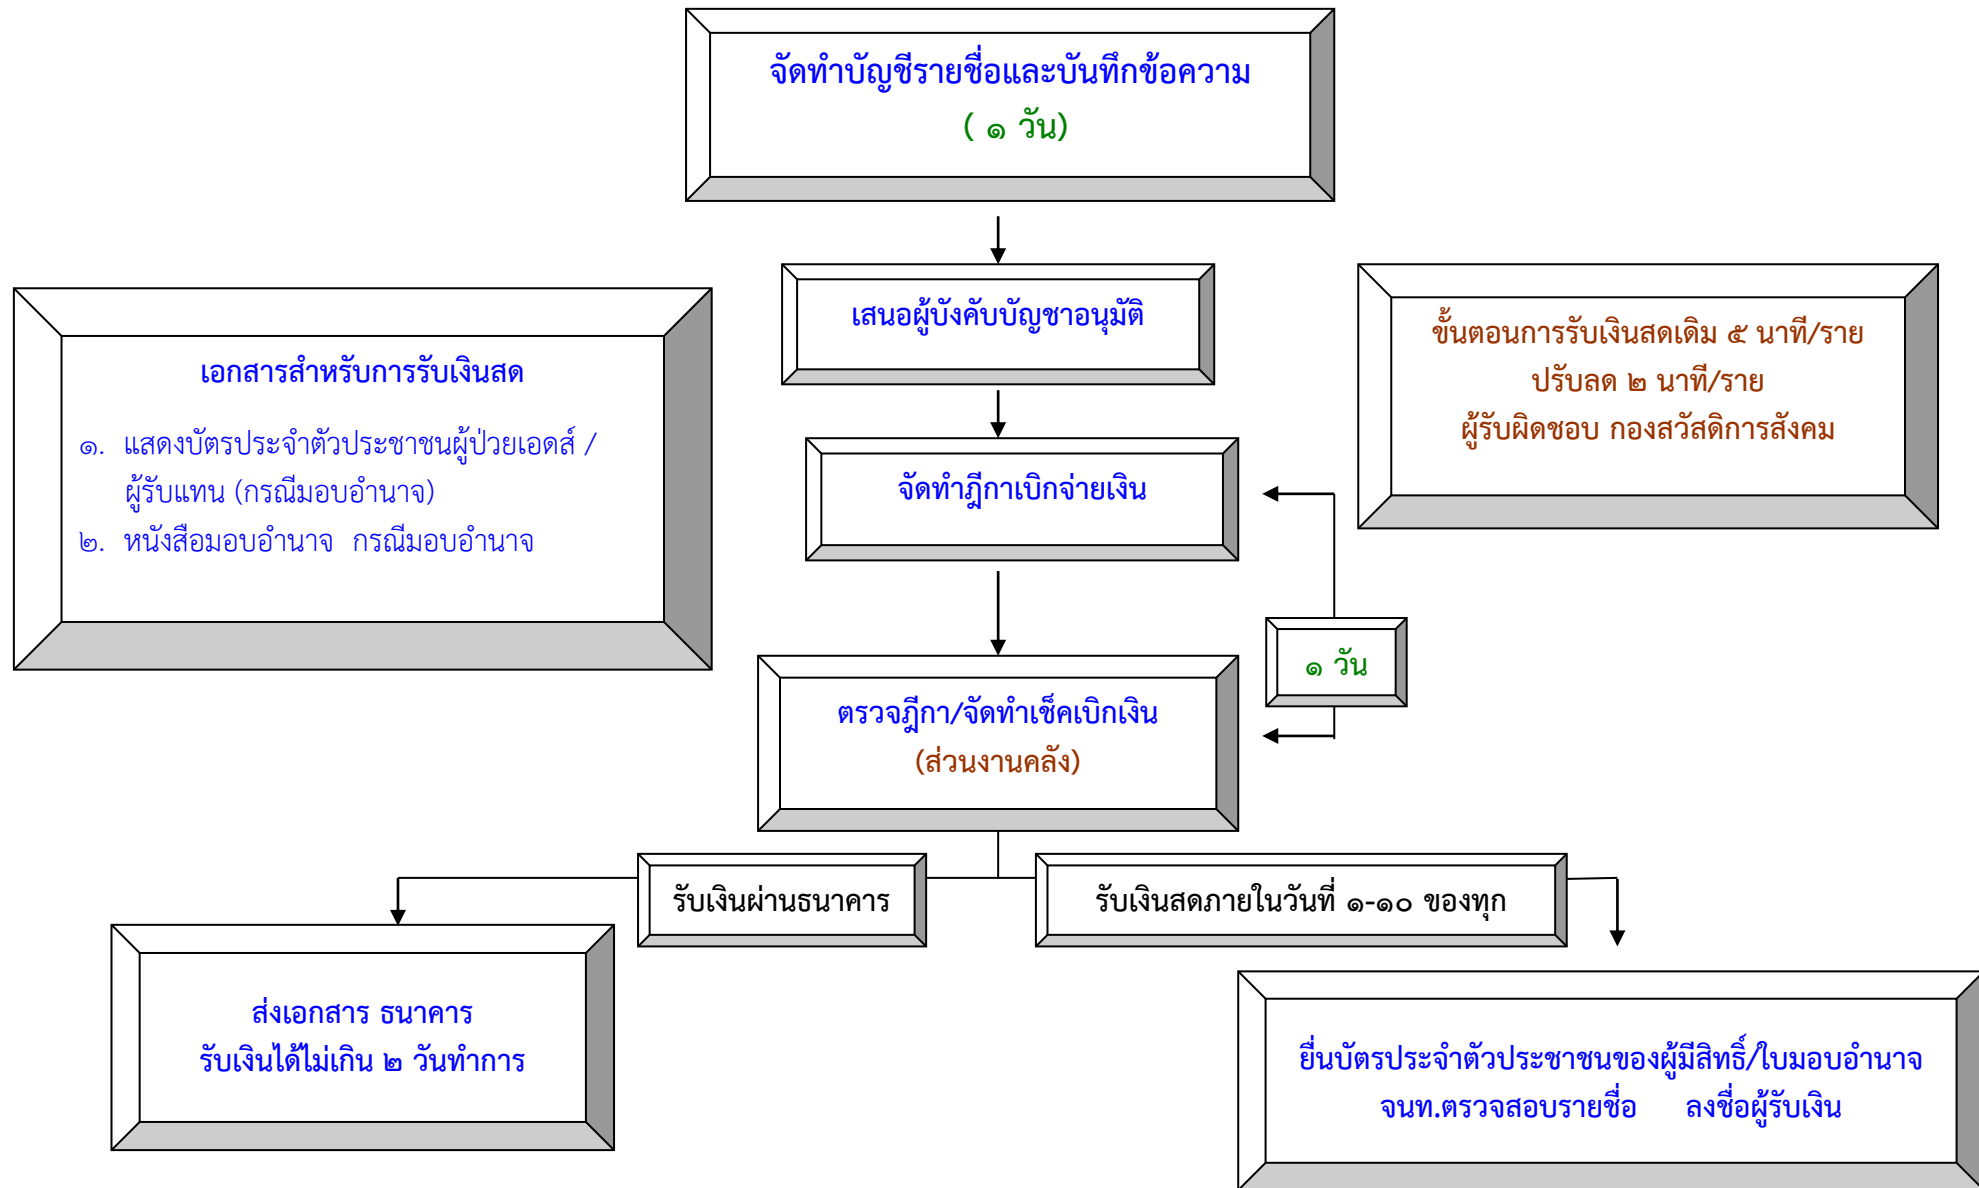 จัดทำบัญชีรายชื่อและบันทึกข้อความ
( ๑ วัน)
เสนอผู้บังคับบัญชาอนุมัติ
ขั้นตอนการรับเงินสดเดิม ๕ นาที/ราย
ปรับลด ๒ นาที/ราย
ผู้รับผิดชอบ กองสวัสดิการสังคม
เอกสารสำหรับการรับเงินสด
๑. แสดงบัตรประจำตัวประชาชนผู้ป่วยเอดส์ /
ผู้รับแทน (กรณีมอบอำนาจ)
๒. หนังสือมอบอำนาจ กรณีมอบอำนาจ
จัดทำฎีกาเบิกจ่ายเงิน
๑ วัน
ตรวจฎีกา/จัดทำเช็คเบิกเงิน
(ส่วนงานคลัง)
รับเงินผ่านธนาคาร
รับเงินสดภายในวันที่ ๑-๑๐ ของทุก
ส่งเอกสาร ธนาคาร
รับเงินได้ไม่เกิน ๒ วันทำการ
ยื่นบัตรประจำตัวประชาชนของผู้มีสิทธิ์/ใบมอบอำนาจ
จนท.ตรวจสอบรายชื่อ ลงชื่อผู้รับเงิน